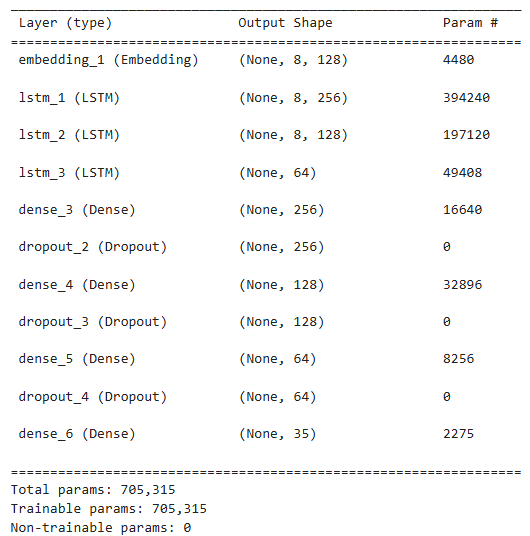 Layer (type) Output Shape Param #
embedding_1 (Embedding) (None, 8, 128) 4480
lstm_1 (LSTM) (None, 8, 256) 394240
lstm_2 (LSTM) (None, 8, 128) 197120
lstm_3 (LSTM) (None, 64) 49408
dense_3 (Dense) (None, 256) 16640
dropout_2 (Dropout) (None, 256) 0
dense_4 (Dense) (None, 128) 32896
dropout_3 (Dropout) (None, 128) 0
dense_5 (Dense) (None, 64) 8256
dropout_4 (Dropout) (None, 64) 0
dense_6 (Dense) (None, 35) 2275
Total params: 705,315
Trainable params: 705,315
Non-trainable params: 0